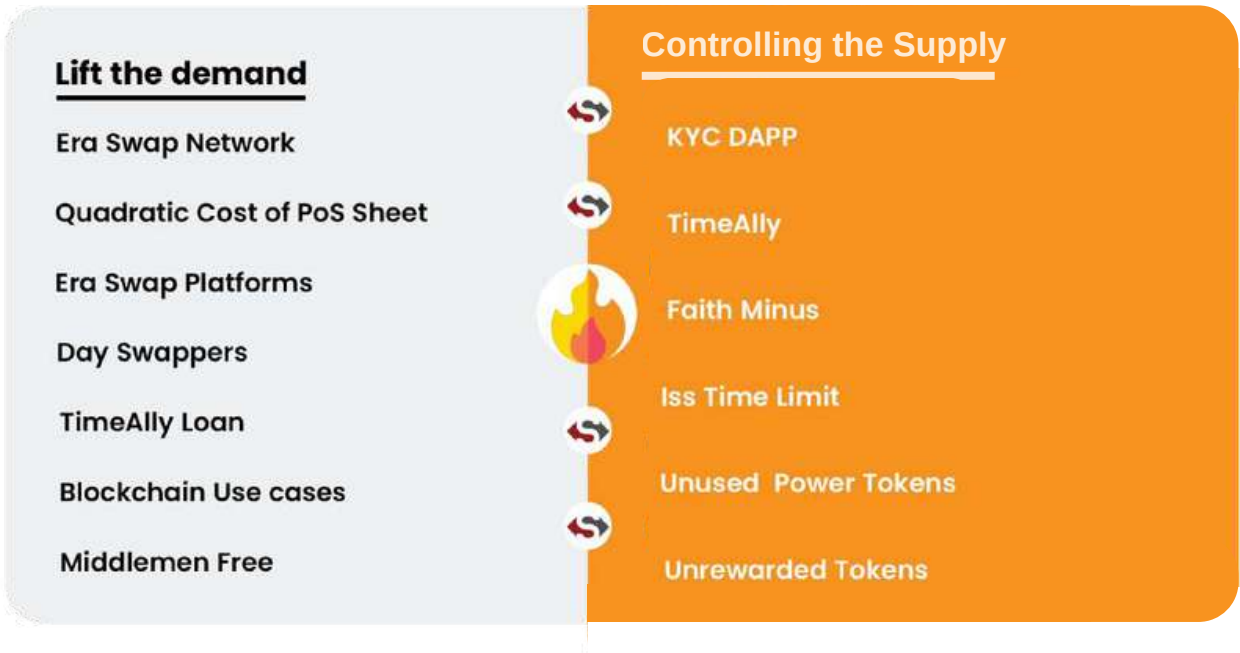 Lift the demand
Era Swap Network
Quadratic Cost of PoS Sheet
Era Swap Platforms
Day Swappers
TimeAlly Loan
Blockchain Use cases
Middlemen Free
Controlling the Supply
KYC DAPP
TimeAlly
Faith Minus
Iss Time Limit
Unused Power Tokens
Unrewarded Tokens